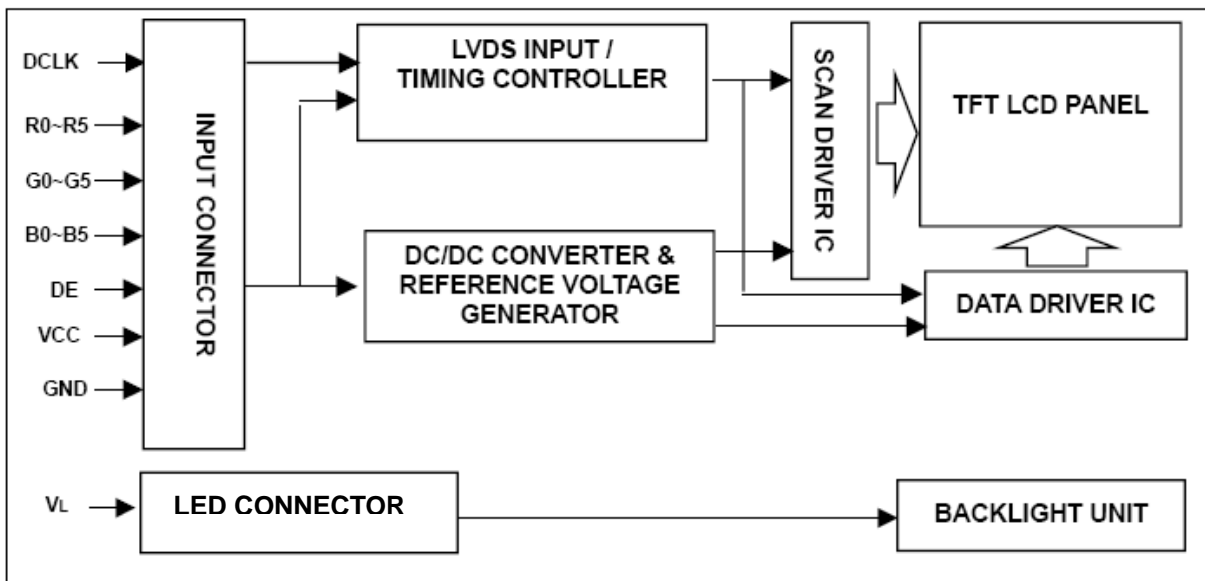 DCLK
R0~R5
G0~G5
B0~B5
DE
VCC
GND
INPUT CONNECTOR
LVDS INPUT /
TIMING CONTROLLER
DC/DC CONVERTER &
REFERENCE VOLTAGE
GENERATOR
SCAN DRIVER IC
TFT LCD PANEL
DATA DRIVER IC
VL
LED CONNECTOR
BACKLIGHT UNIT